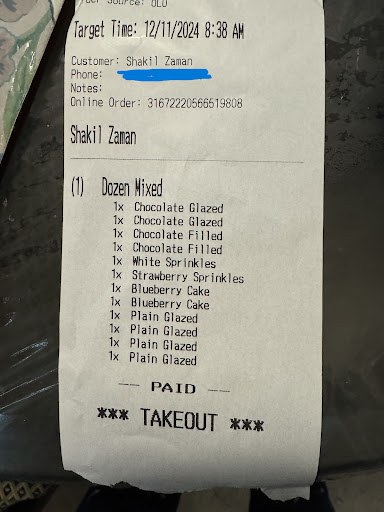 Order Source: OLO
Target Time: 12/11/2024 8:38 AM
Customer: Shakil Zaman
Phone:
Notes:
Online Order: 31672220566519808
Shakil Zaman
(1) Dozen Mixed
1x Chocolate Glazed
1x Chocolate Glazed
1x Chocolate Filled
1x Chocolate Filled
1x White Sprinkles
1x Strawberry Sprinkles
1x Blueberry Cake
1x Blueberry Cake
1x Plain Glazed
1x Plain Glazed
1x Plain Glazed
1x Plain Glazed
-- PAID --
*** TAKEOUT ***